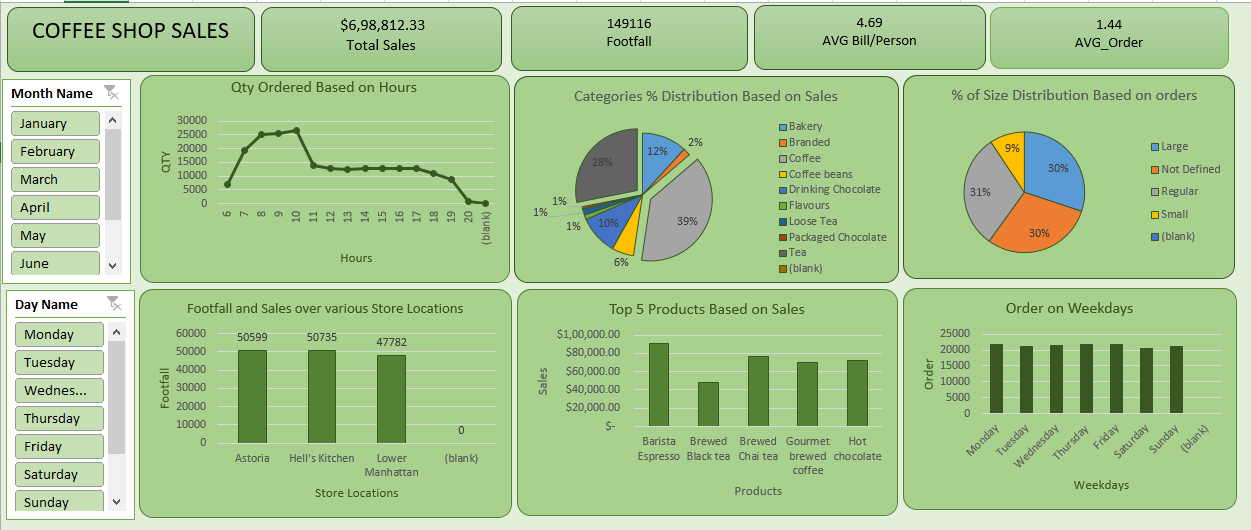 COFFEE SHOP SALES
$6,98,812.33
Total Sales
149116
Footfall
4.69
AVG Bill/Person
1.44
AVG_Order
Month Name
January
February
March
April
May
June
Qty Ordered Based on Hours
QTY
30000
25000
20000
15000
10000
5000
0
6
7
8
9
10
11
12
13
14
15
16
17
18
19
20
(blank)
Hours
Categories % Distribution Based on Sales
12%
2%
39%
6%
10%
1%
1%
1%
28%
Bakery
Branded
Coffee
Coffee beans
Drinking Chocolate
Flavours
Loose Tea
Packaged Chocolate
Tea
(blank)
% of Size Distribution Based on orders
30%
30%
31%
9%
Large
Not Defined
Regular
Small
(blank)
Day Name
Monday
Tuesday
Wednes...
Thursday
Friday
Saturday
Sunday
Footfall and Sales over various Store Locations
Footfall
60000
50000
40000
30000
20000
10000
0
50599
50735
47782
0
Astoria
Hell's Kitchen
Lower
Manhattan
(blank)
Store Locations
Top 5 Products Based on Sales
Sales
$1,00,000.00
$80,000.00
$60,000.00
$40,000.00
$20,000.00
$-
Barista
Espresso
Brewed
Black tea
Brewed
Chai tea
Gourmet
brewed
coffee
Hot
chocolate
Products
Order on Weekdays
Order
25000
20000
15000
10000
5000
0
Monday
Tuesday
Wednesday
Thursday
Friday
Saturday
Sunday
(blank)
Weekdays